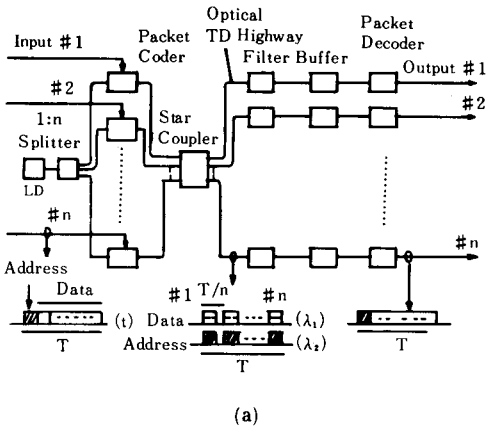 Input #1
Packet
Coder
Optical
TD Highway
Filter Buffer
Packet
Decoder
Output #1
#2
#2
1:n
Splitter
Star
Coupler
LD
#n
#n
Address
Data
(t)
T
#1 T/n #n
Data (λ1)
Address (λ2)
T
T
(a)